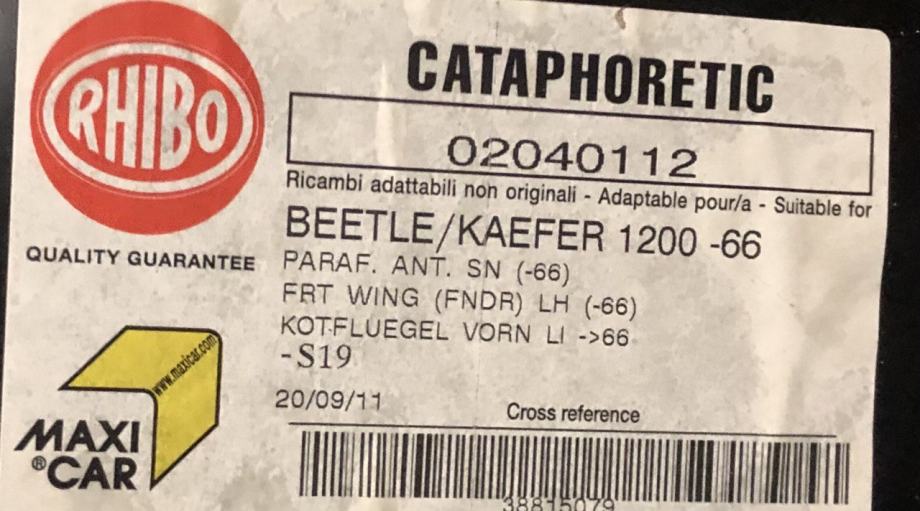 RHIBO
QUALITY GUARANTEE
www.maxicar.com
MAXI
®CAR
CATAPHORETIC
02040112
Ricambi adattabili non originali - Adaptable pour/a - Suitable for
BEETLE/KAEFER 1200 -66
PARAF. ANT. SN (-66)
FRT WING (FNDR) LH (-66)
KOTFLUEGEL VORN LI ->66
-S19
20/09/11
Cross reference
38815079